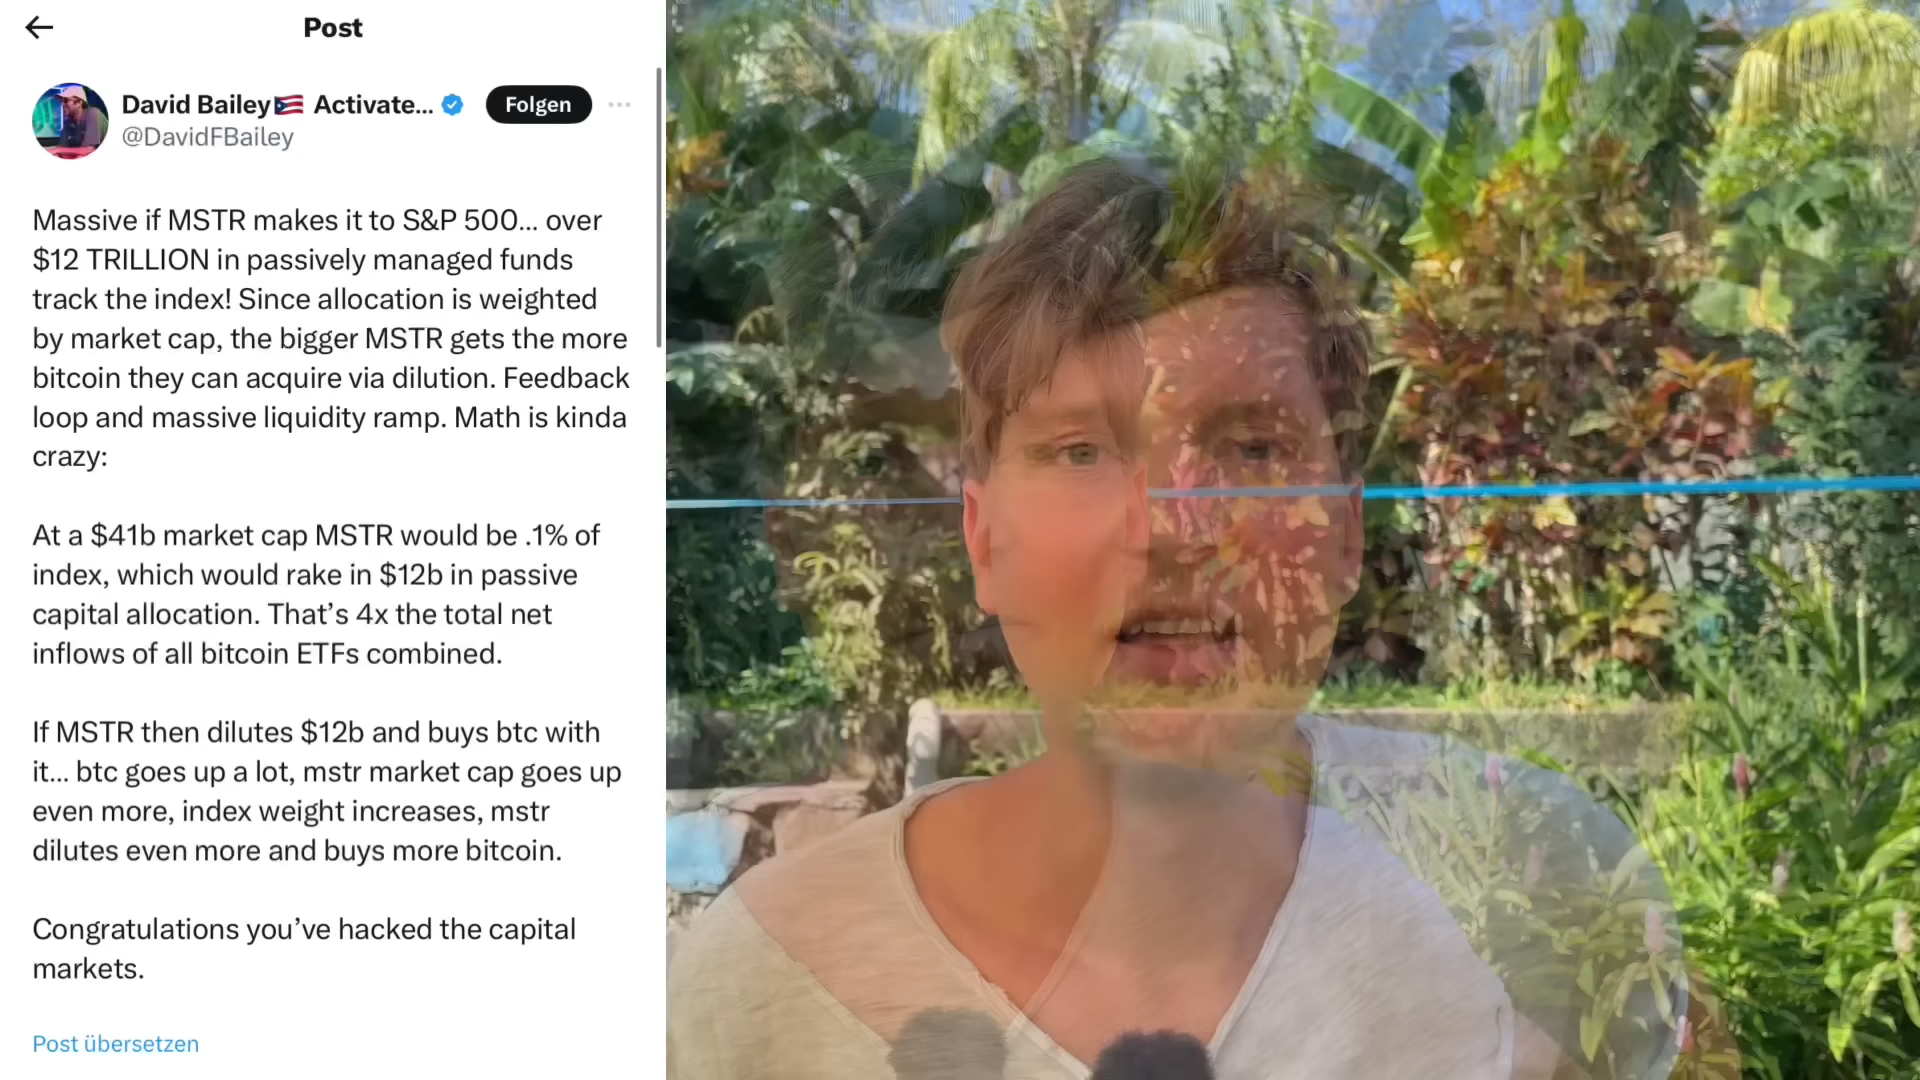 Post
David Bailey🇵🇷 Activate...
Folgen
@DavidFBailey
Massive if MSTR makes it to S&P 500... over
$12 TRILLION in passively managed funds
track the index! Since allocation is weighted
by market cap, the bigger MSTR gets the more
bitcoin they can acquire via dilution. Feedback
loop and massive liquidity ramp. Math is kinda
crazy:
At a $41b market cap MSTR would be .1% of
index, which would rake in $12b in passive
capital allocation. That’s 4x the total net
inflows of all bitcoin ETFs combined.
If MSTR then dilutes $12b and buys btc with
it... btc goes up a lot, mstr market cap goes up
even more, index weight increases, mstr
dilutes even more and buys more bitcoin.
Congratulations you’ve hacked the capital
markets.
Post übersetzen